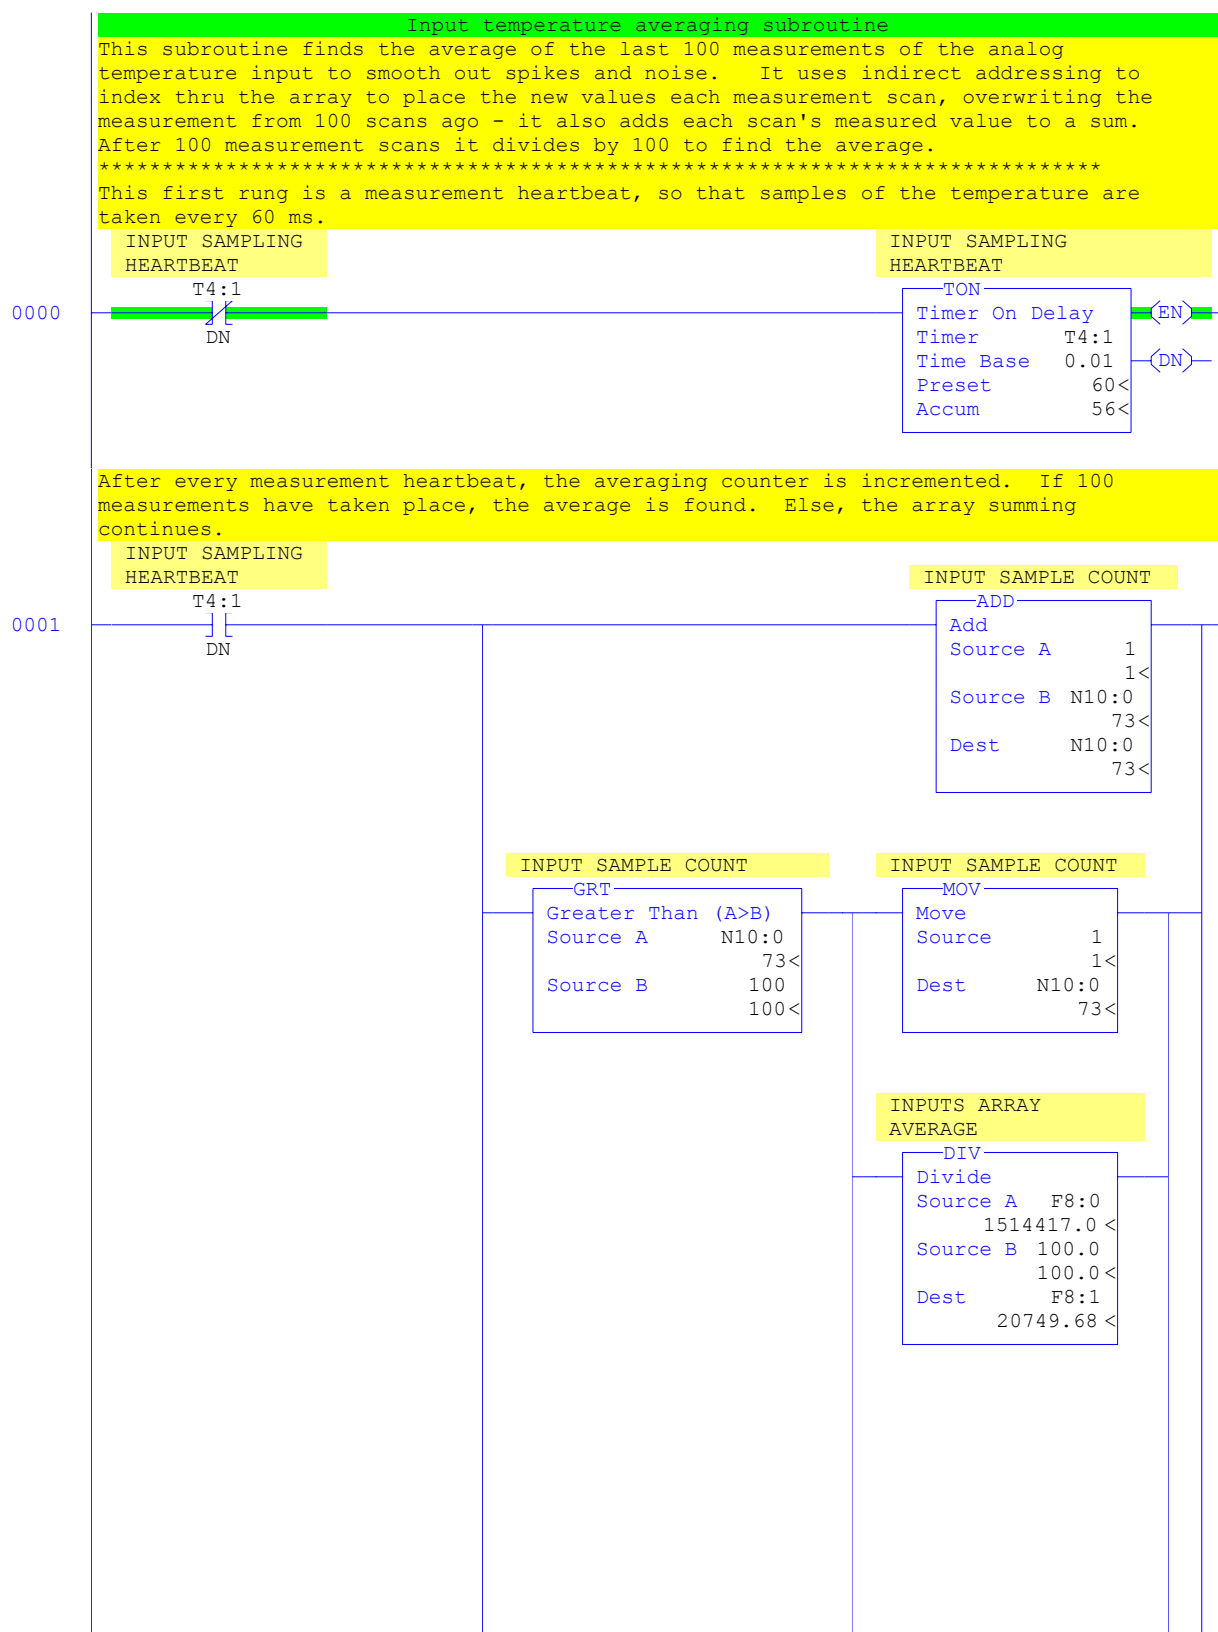 Input temperature averaging subroutine
This subroutine finds the average of the last 100 measurements of the analog
temperature input to smooth out spikes and noise.   It uses indirect addressing to
index thru the array to place the new values each measurement scan, overwriting the
measurement from 100 scans ago - it also adds each scan's measured value to a sum.
After 100 measurement scans it divides by 100 to find the average.
*******************************************************************************
This first rung is a measurement heartbeat, so that samples of the temperature are
taken every 60 ms.
INPUT SAMPLING
HEARTBEAT
T4:1
DN
0000
INPUT SAMPLING
HEARTBEAT
TON
Timer On Delay
Timer T4:1
Time Base 0.01
Preset 60<
Accum 56<
EN
DN
After every measurement heartbeat, the averaging counter is incremented.  If 100
measurements have taken place, the average is found.  Else, the array summing
continues.
INPUT SAMPLING
HEARTBEAT
T4:1
DN
0001
INPUT SAMPLE COUNT
ADD
Add
Source A 1
1<
Source B N10:0
73<
Dest N10:0
73<
INPUT SAMPLE COUNT
GRT
Greater Than (A>B)
Source A N10:0
73<
Source B 100
100<
INPUT SAMPLE COUNT
MOV
Move
Source 1
1<
Dest N10:0
73<
INPUTS ARRAY
AVERAGE
DIV
Divide
Source A F8:0
1514417.0<
Source B 100.0
100.0<
Dest F8:1
20749.68<